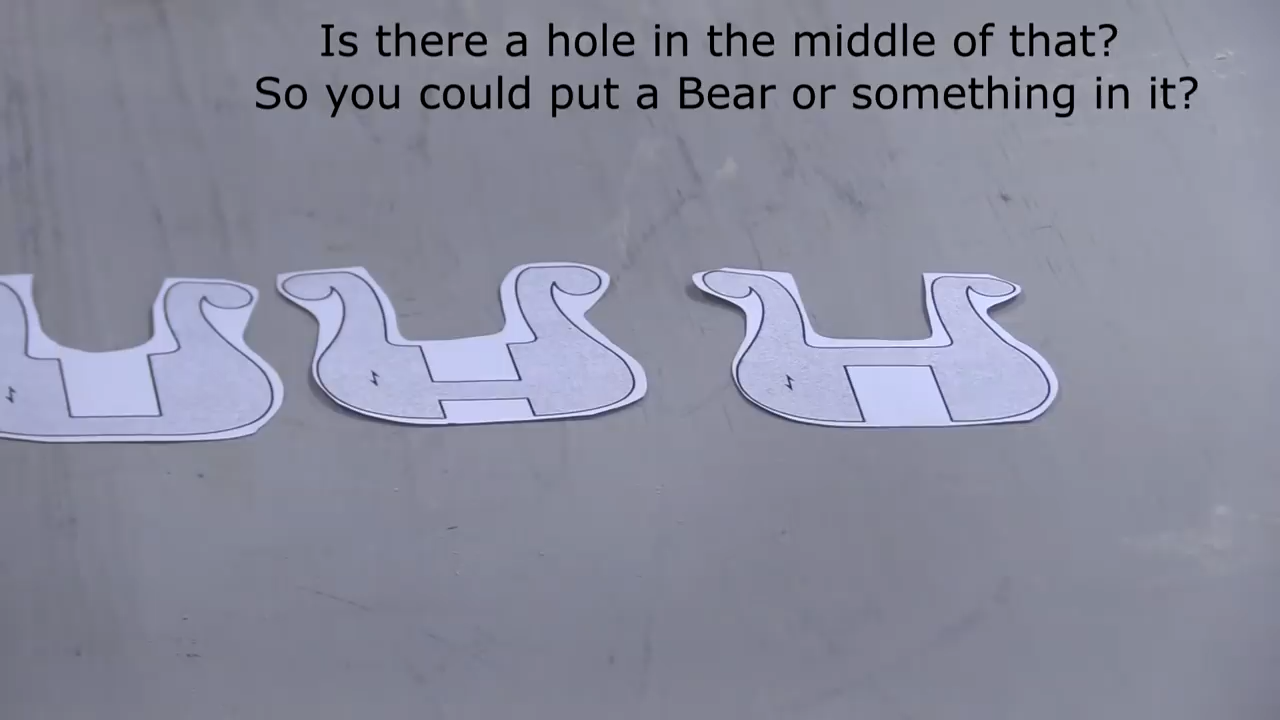 Is there a hole in the middle of that?
So you could put a Bear or something in it?